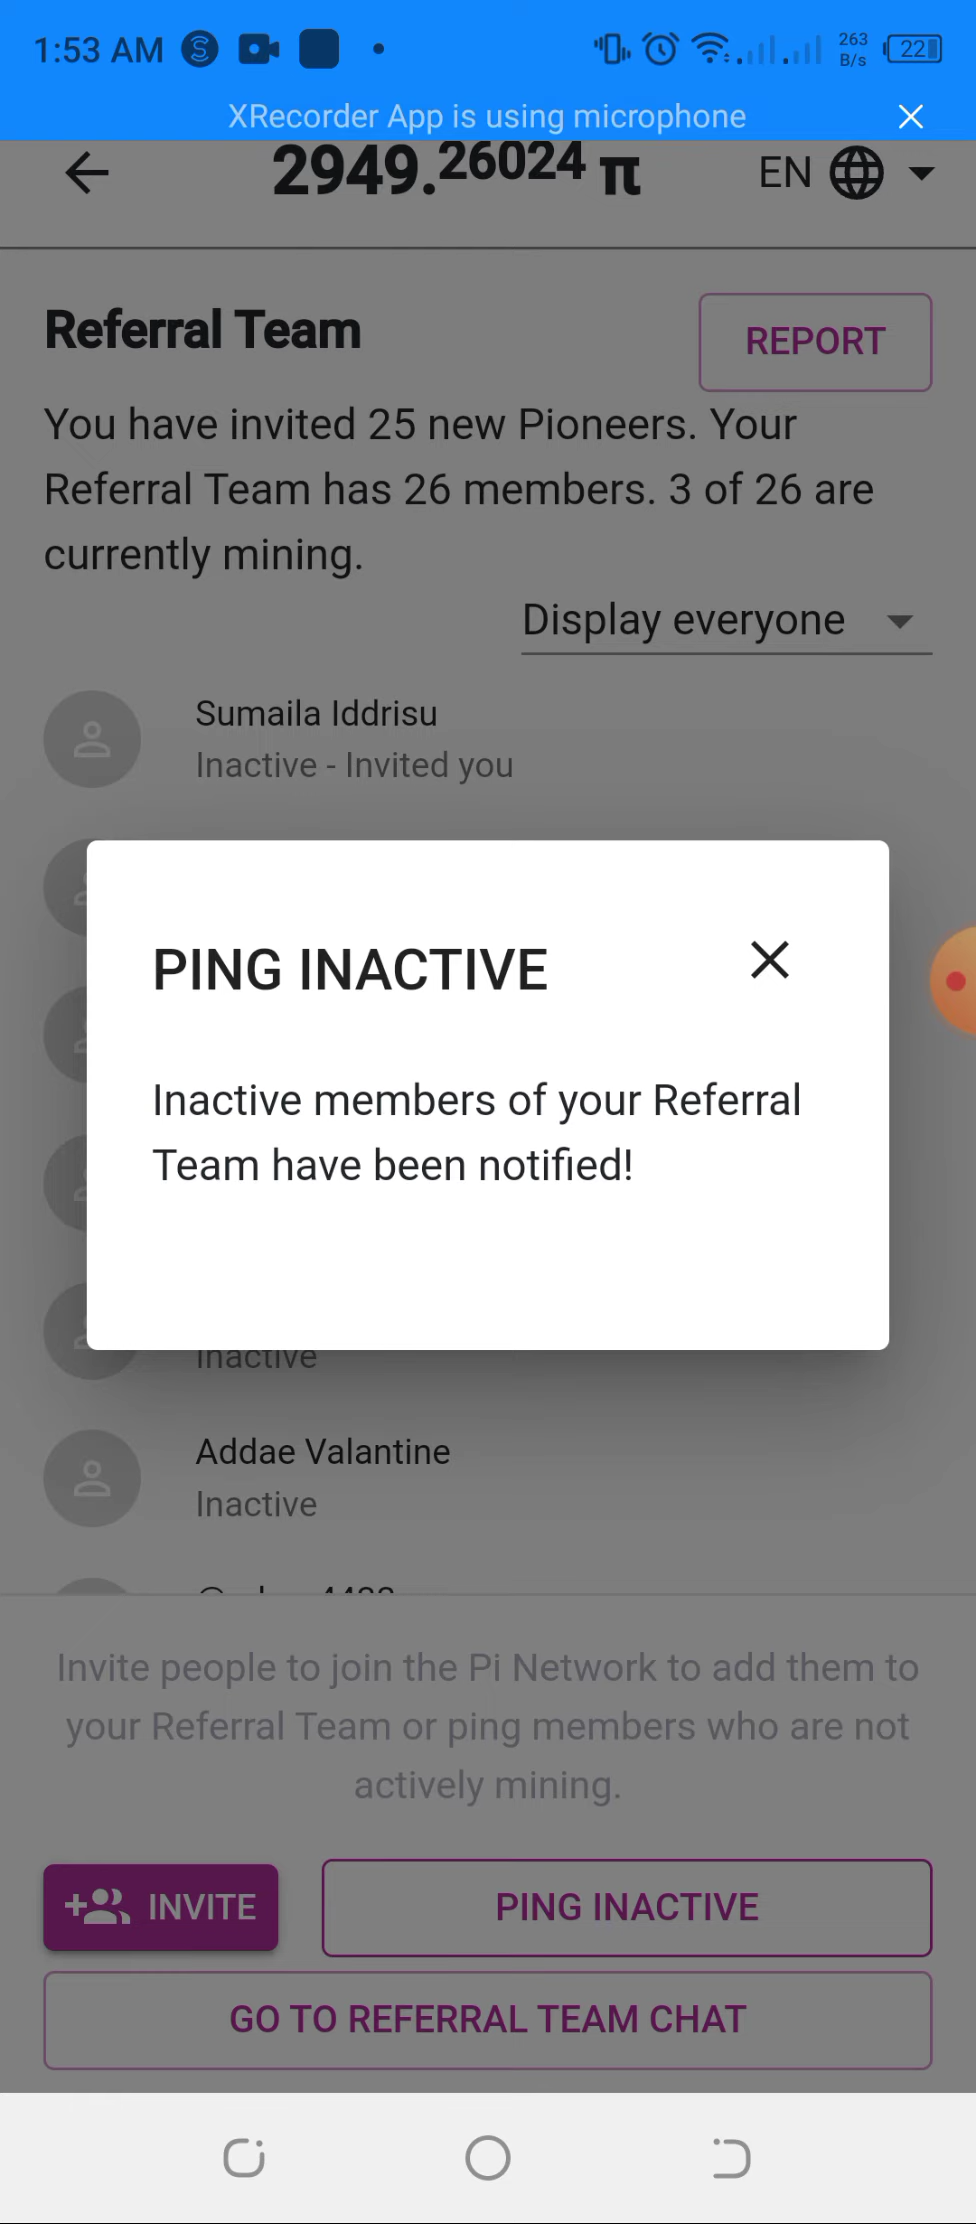 1:53 AM
263 B/s
22
XRecorder App is using microphone
2949.26024 π
EN
Referral Team
REPORT
You have invited 25 new Pioneers. Your
Referral Team has 26 members. 3 of 26 are
currently mining.
Display everyone
Sumaila Iddrisu
Inactive - Invited you
PING INACTIVE
Inactive members of your Referral
Team have been notified!
Inactive
Addae Valantine
Inactive
Invite people to join the Pi Network to add them to
your Referral Team or ping members who are not
actively mining.
INVITE
PING INACTIVE
GO TO REFERRAL TEAM CHAT